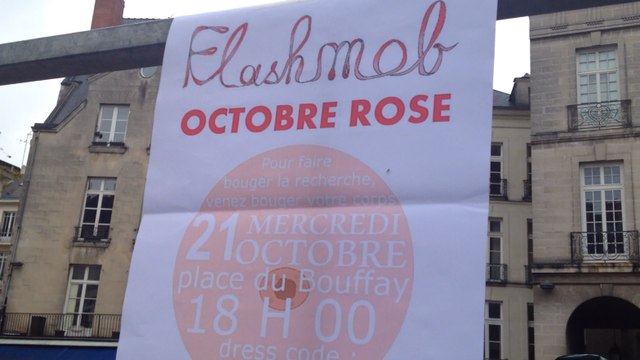 Flashmob
OCTOBRE ROSE
Pour faire
bouger la recherche,
venez bouger votre corps
21 MERCREDI
OCTOBRE
place du Bouffay
18 H 00
dress code :